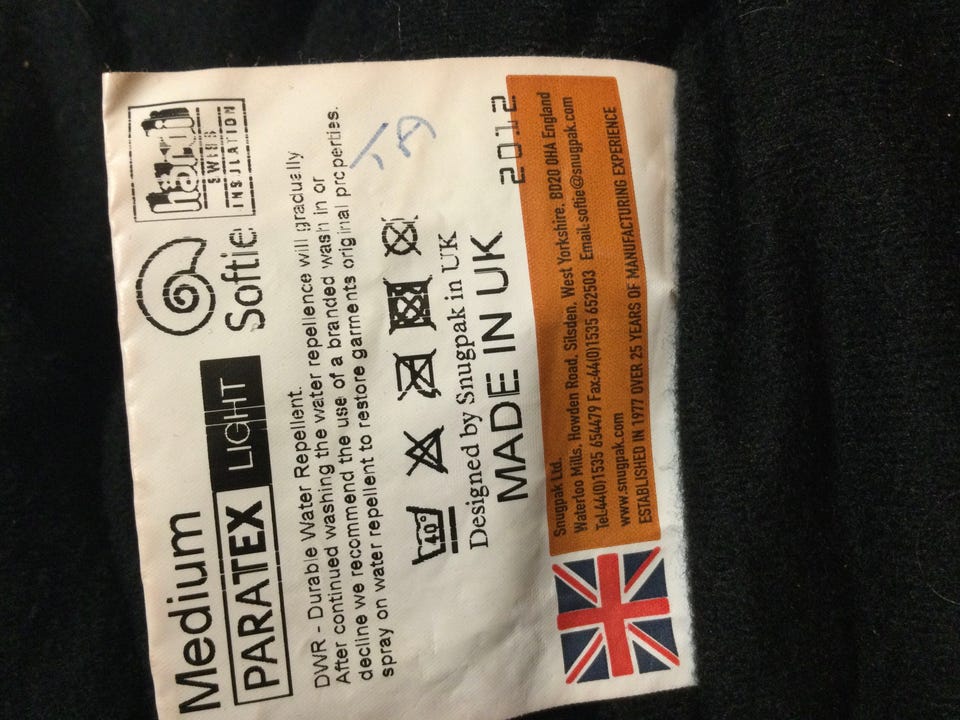 Medium
PARATEX LIGHT
Softie
SWISS
INSULATION
DWR - Durable Water Repellent.
After continued washing the water repellence will gradually
decline we recommend the use of a branded wash in or
spray on water repellent to restore garments original properties.
40°
Designed by Snugpak in UK
MADE IN UK
2012
Snugpak Ltd.
Waterloo Mills, Howden Road, Silsden, West Yorkshire, BD20 0HA England
Tel.44(0)1535 654479 Fax.44(0)1535 652503 Email.softie@snugpak.com
www.snugpak.com
ESTABLISHED IN 1977 OVER 25 YEARS OF MANUFACTURING EXPERIENCE